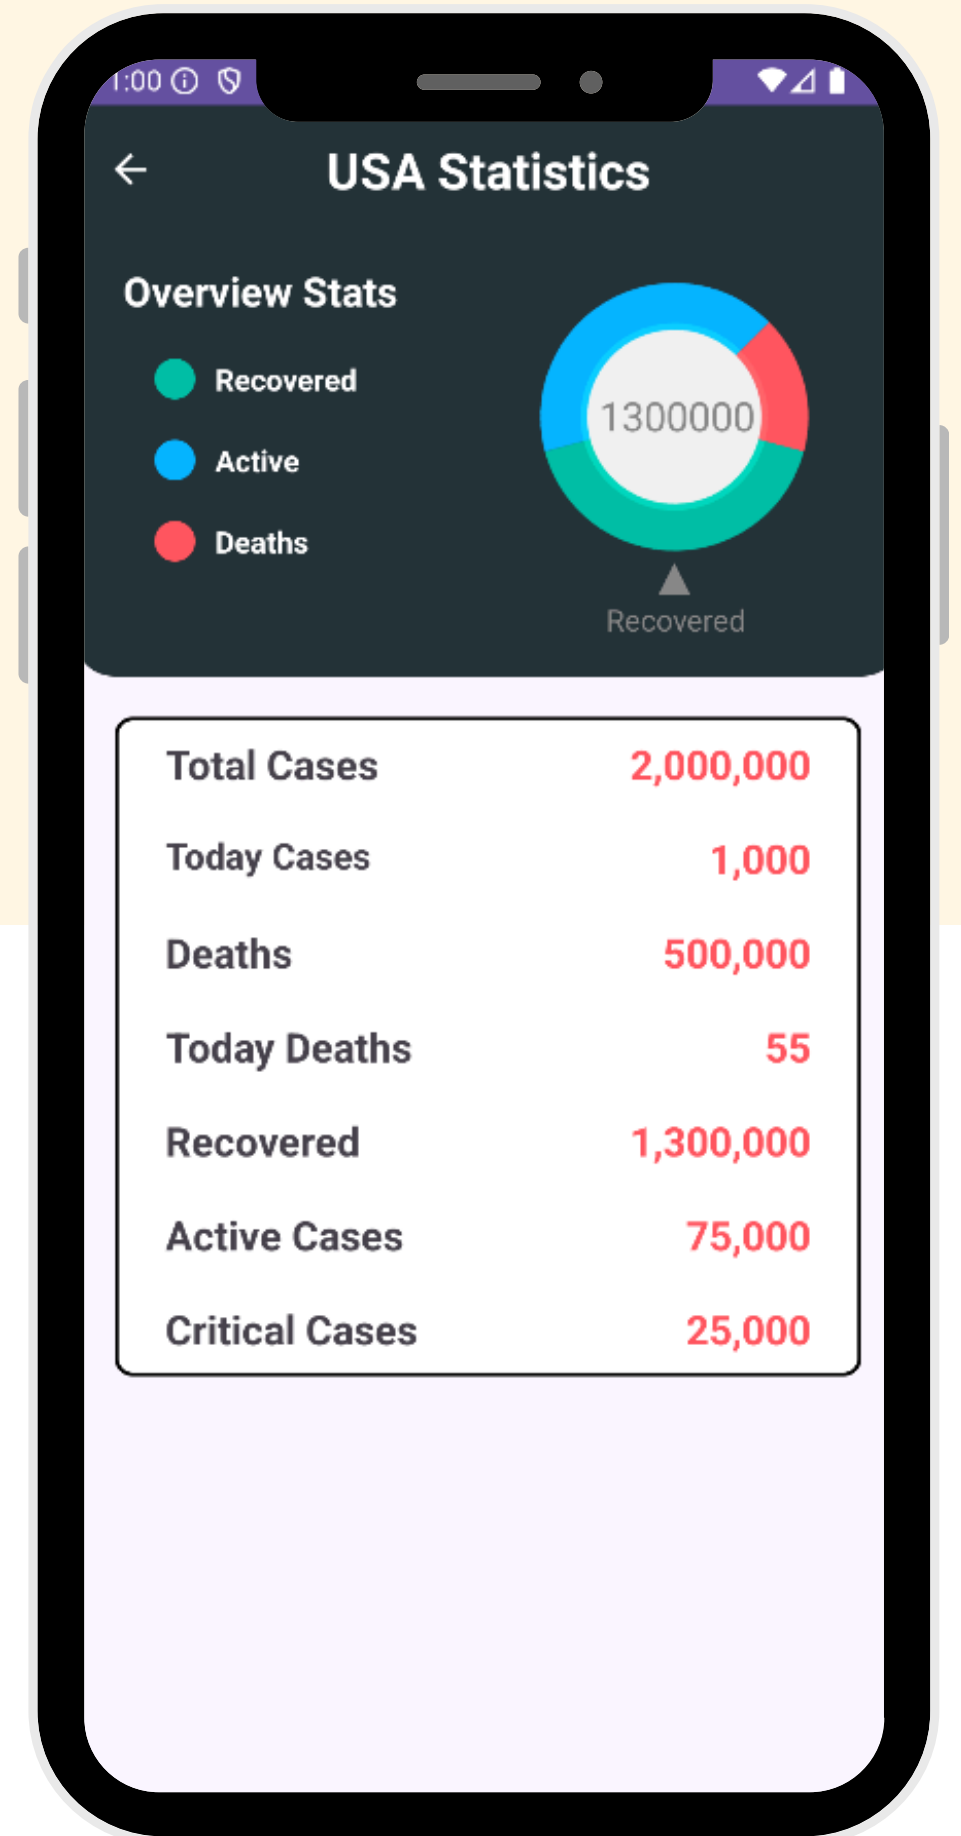 1:00
USA Statistics
Overview Stats
Recovered
Active
Deaths
1300000
Recovered
Total Cases 2,000,000
Today Cases 1,000
Deaths 500,000
Today Deaths 55
Recovered 1,300,000
Active Cases 75,000
Critical Cases 25,000